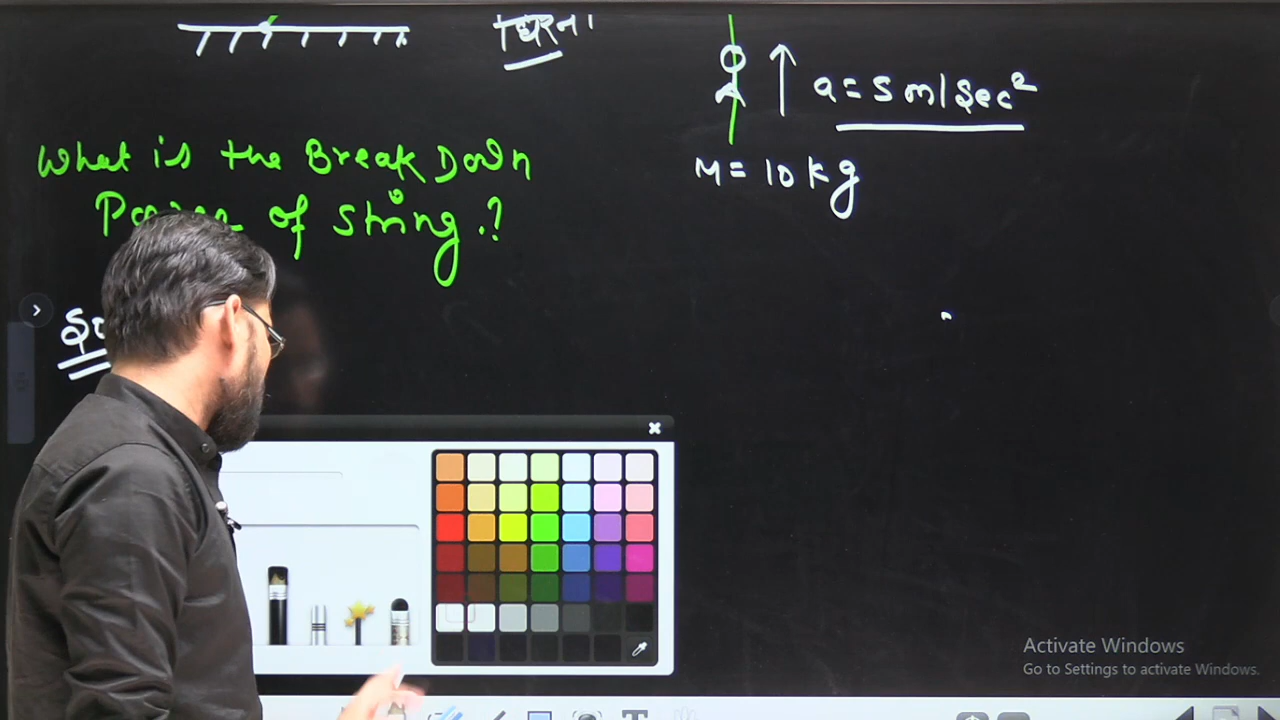 घिरना
a = 5 m/sec²
M = 10 kg
What is the Break Down
of string.?
Activate Windows
Go to Settings to activate Windows.